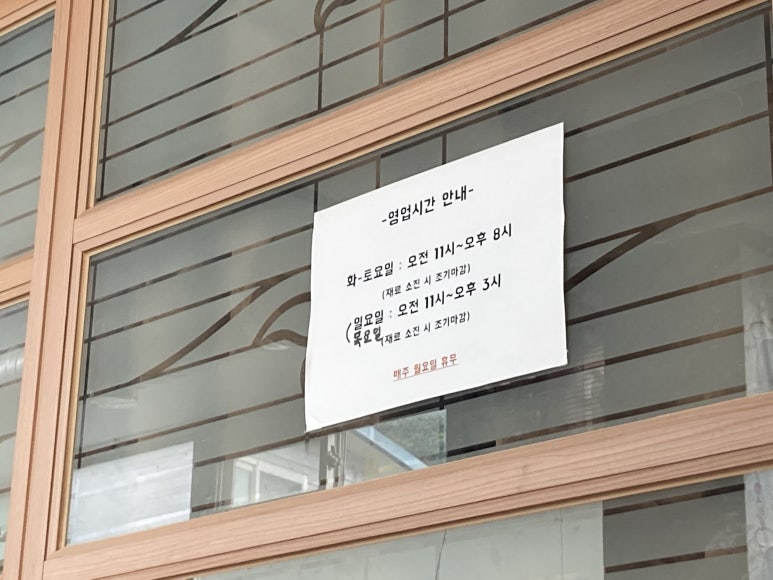 -영업시간 안내-
화-토요일 : 오전 11시~오후 8시
(재료 소진 시 조기마감)
일요일 : 오전 11시~오후 3시
(목요일 (재료 소진 시 조기마감)
매주 월요일 휴무